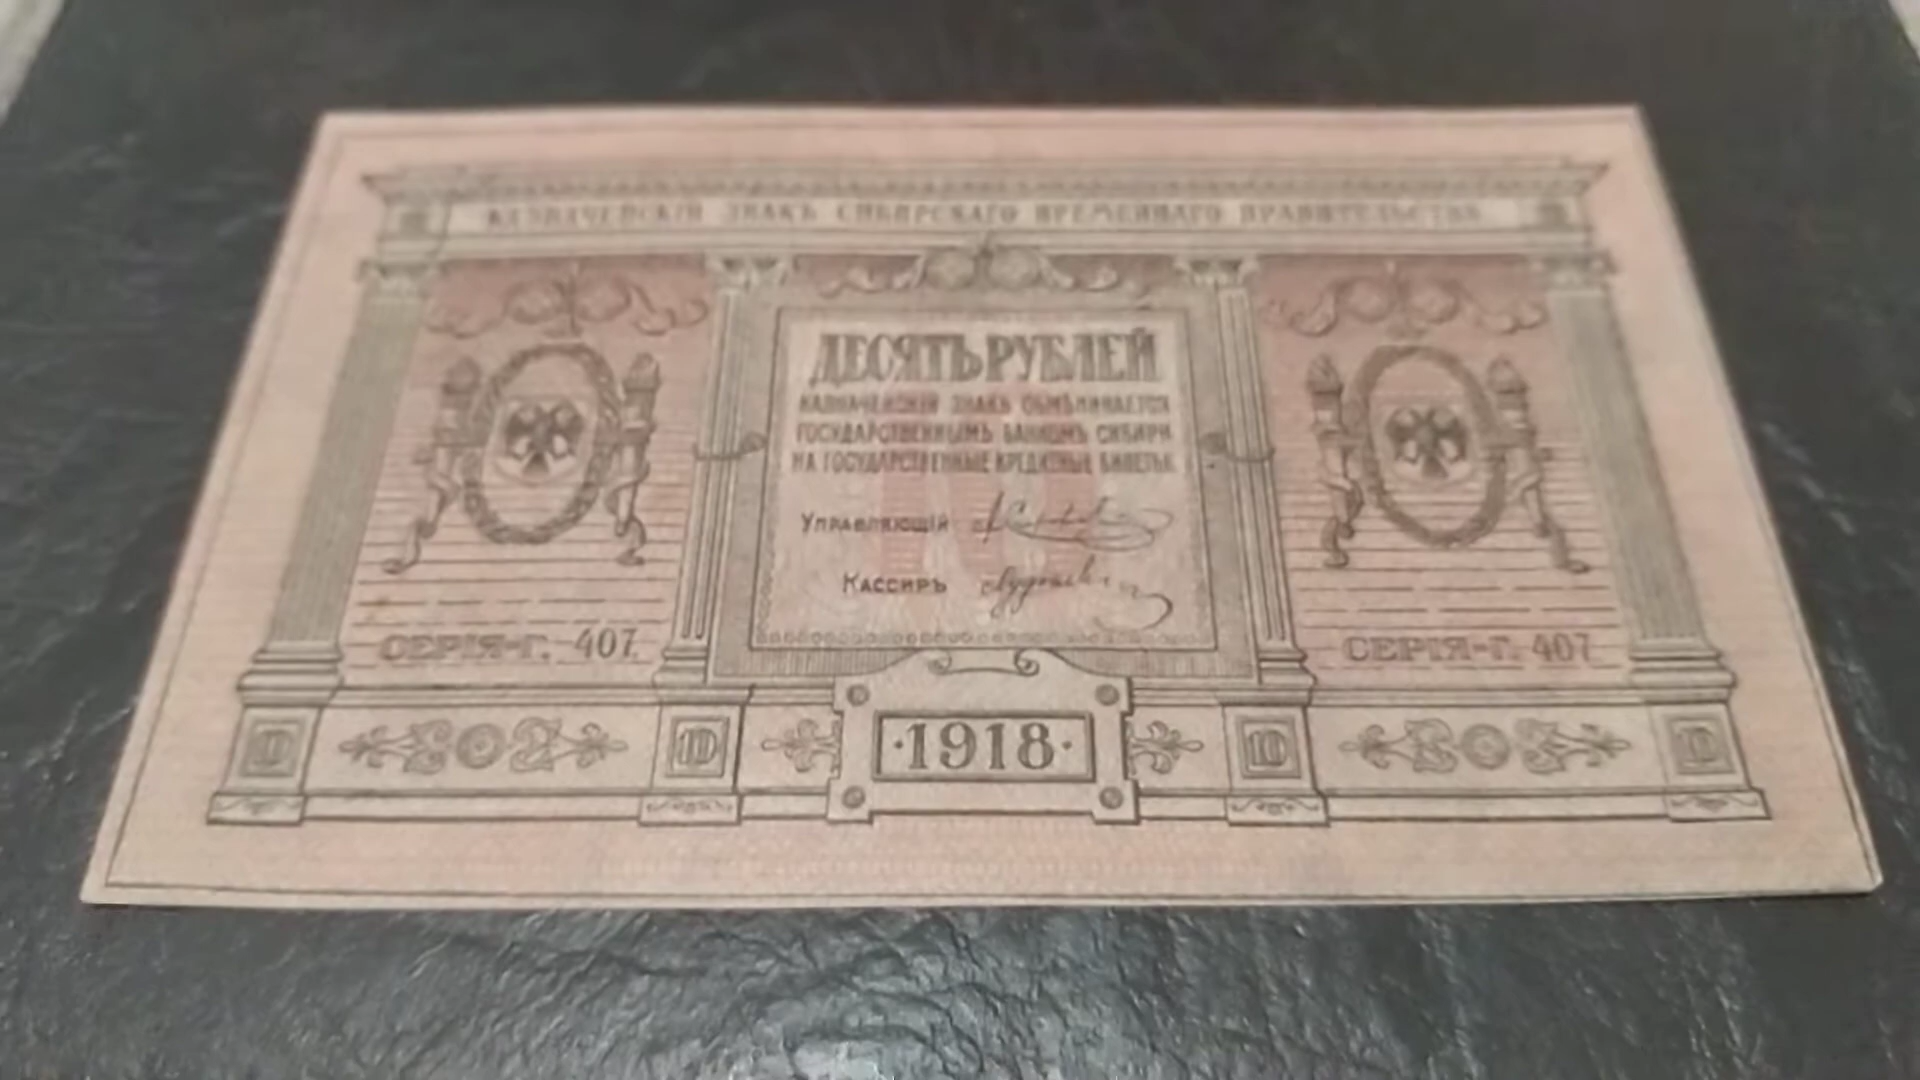 КАЗНАЧЕЙСКІЙ ЗНАКЪ СИБИРСКАГО ВРЕМЕННАГО ПРАВИТЕЛЬСТВА
ДЕСЯТЬ РУБЛЕЙ
КАЗНАЧЕЙСКІЙ ЗНАКЪ ОБМѢНИВАЕТСЯ
ГОСУДАРСТВЕННЫМЪ БАНКОМЪ СИБИРИ
НА ГОСУДАРСТВЕННЫЕ КРЕДИТНЫЕ БИЛЕТЫ.
10
УПРАВЛЯЮЩІЙ
КАССИРЪ
СЕРІЯ-Г. 407.
СЕРІЯ-Г. 407.
10
10
·1918·
10
10